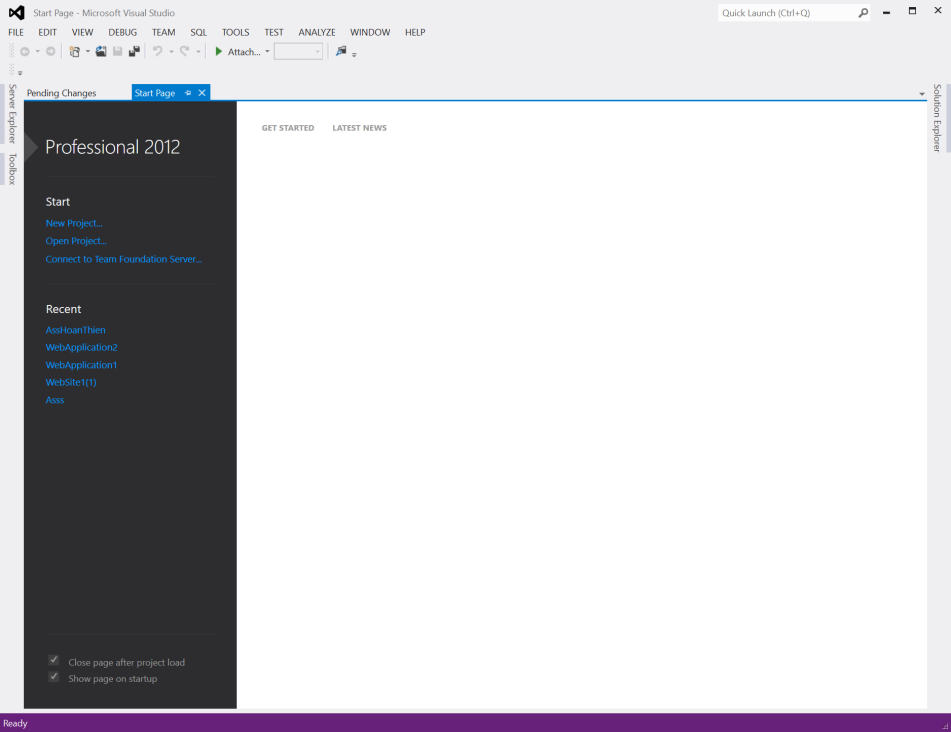 Start Page - Microsoft Visual Studio
Quick Launch (Ctrl+Q)
FILE EDIT VIEW DEBUG TEAM SQL TOOLS TEST ANALYZE WINDOW HELP
Attach...
Server Explorer
Toolbox
Pending Changes
Start Page
Solution Explorer
Professional 2012
GET STARTED LATEST NEWS
Start
New Project...
Open Project...
Connect to Team Foundation Server...
Recent
AssHoanThien
WebApplication2
WebApplication1
WebSite1(1)
Asss
Close page after project load
Show page on startup
Ready